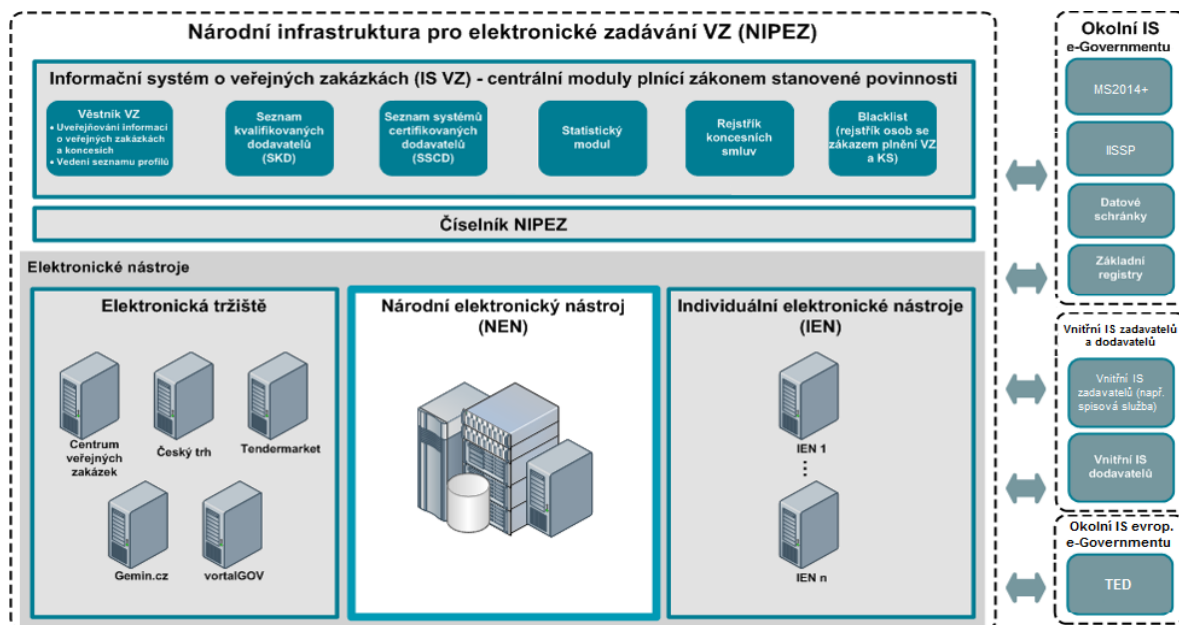 Národní infrastruktura pro elektronické zadávání VZ (NIPEZ)
Informační systém o veřejných zakázkách (IS VZ) - centrální moduly plnící zákonem stanovené povinnosti
Věstník VZ
• Uveřejňování informací
o veřejných zakázkách
a koncesích
• Vedení seznamu profilů
Seznam
kvalifikovaných
dodavatelů
(SKD)
Seznam systémů
certifikovaných
dodavatelů
(SSCD)
Statistický
modul
Rejstřík
koncesních
smluv
Blacklist
(rejstřík osob se
zákazem plnění VZ
a KS)
Číselník NIPEZ
Elektronické nástroje
Elektronická tržiště
Centrum
veřejných
zakázek
Český trh
Tendermarket
Gemin.cz
vortalGOV
Národní elektronický nástroj
(NEN)
Individuální elektronické nástroje
(IEN)
IEN 1
IEN n
Okolní IS
e-Governmentu
MS2014+
IISSP
Datové
schránky
Základní
registry
Vnitřní IS zadavatelů
a dodavatelů
Vnitřní IS
zadavatelů (např.
spisová služba)
Vnitřní IS
dodavatelů
Okolní IS evrop.
e-Governmentu
TED